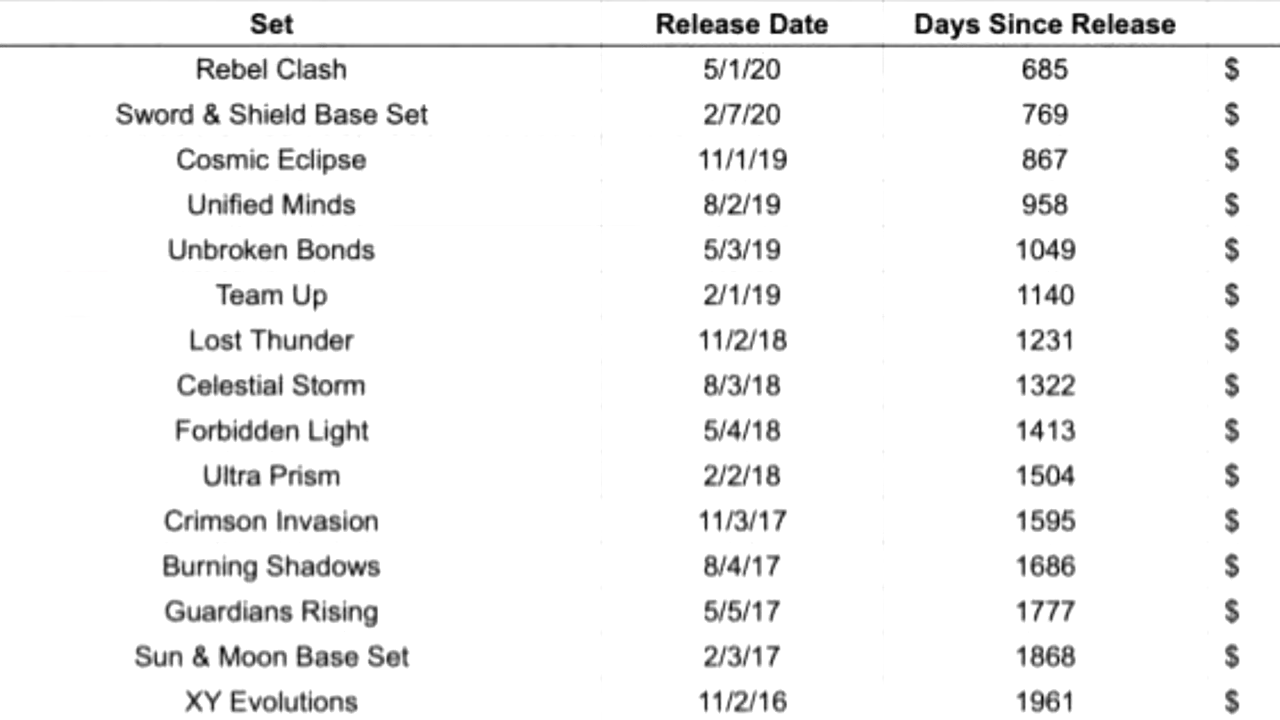 Set Release Date Days Since Release
Rebel Clash 5/1/20 685 $
Sword & Shield Base Set 2/7/20 769 $
Cosmic Eclipse 11/1/19 867 $
Unified Minds 8/2/19 958 $
Unbroken Bonds 5/3/19 1049 $
Team Up 2/1/19 1140 $
Lost Thunder 11/2/18 1231 $
Celestial Storm 8/3/18 1322 $
Forbidden Light 5/4/18 1413 $
Ultra Prism 2/2/18 1504 $
Crimson Invasion 11/3/17 1595 $
Burning Shadows 8/4/17 1686 $
Guardians Rising 5/5/17 1777 $
Sun & Moon Base Set 2/3/17 1868 $
XY Evolutions 11/2/16 1961 $